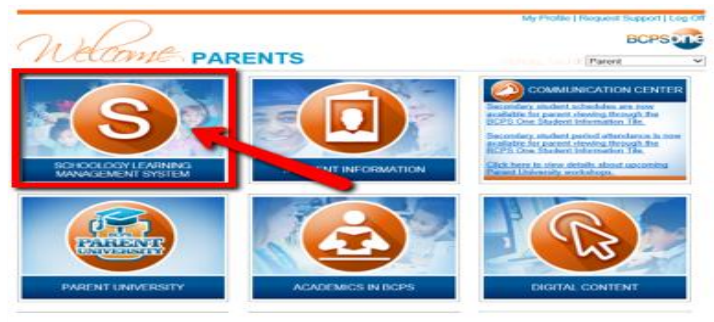 My Profile | Request Support | Log Off
Welcome PARENTS
BCPSOne
Parent
S
SCHOOLOGY LEARNING
MANAGEMENT SYSTEM
INFORMATION
COMMUNICATION CENTER
Secondary student schedules are now
available for parent viewing through the
BCPS One Student Information Tile.
Secondary student period attendance is now
available for parent viewing through the
BCPS One Student Information Tile.
Click here to view details about upcoming
Parent University workshops.
PARENT
UNIVERSITY
PARENT UNIVERSITY
ACADEMICS IN BCPS
DIGITAL CONTENT